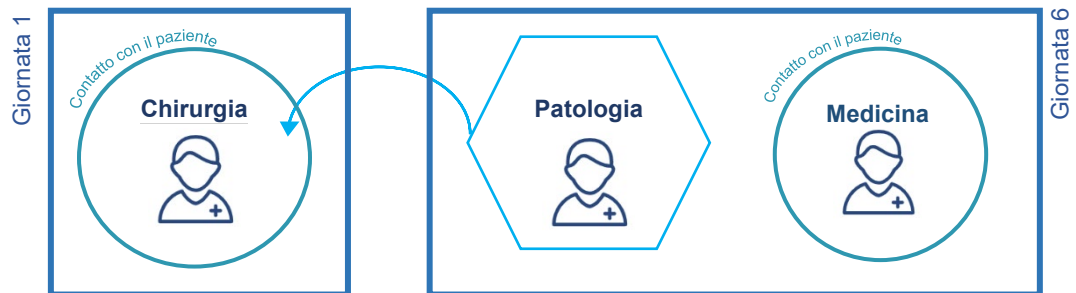 Giornata 1
Contatto con il paziente
Chirurgia
Patologia
Contatto con il paziente
Medicina
Giornata 6